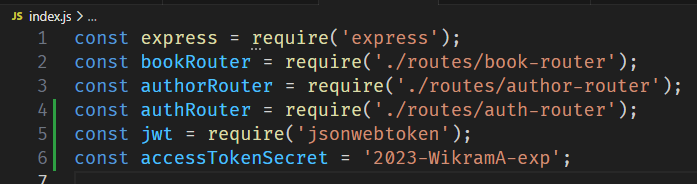 JS index.js > ...
1 const express = require('express');
2 const bookRouter = require('./routes/book-router');
3 const authorRouter = require('./routes/author-router');
4 const authRouter = require('./routes/auth-router');
5 const jwt = require('jsonwebtoken');
6 const accessTokenSecret = '2023-WikramA-exp';
7